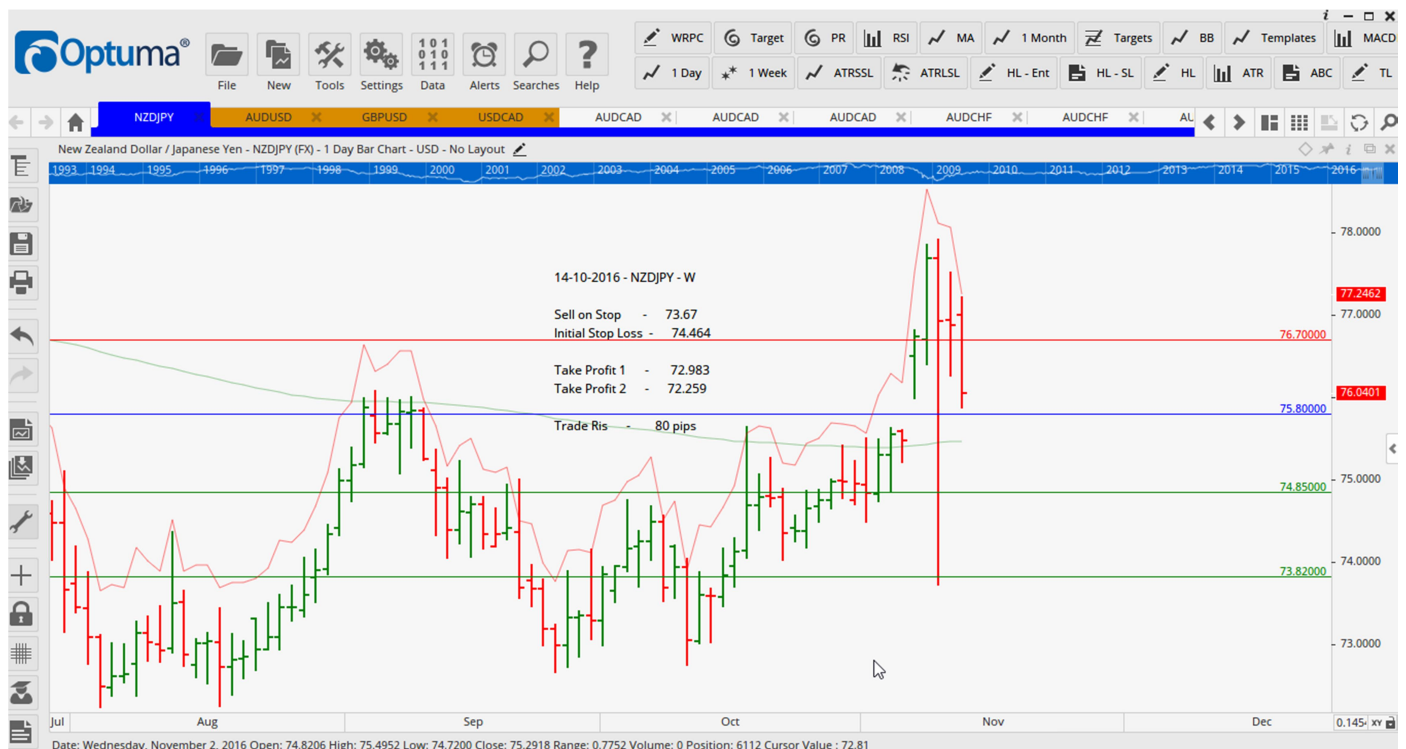 i
Optuma®
File
New
Tools
Settings
101 010 111
Data
Alerts
Searches
?
Help
WRPC
Target
PR
RSI
MA
1 Month
Targets
BB
Templates
MACD
1 Day
1 Week
ATRSSL
ATRLSL
HL - Ent
HL - SL
HL
ATR
ABC
TL
NZDJPY
AUDUSD
GBPUSD
USDCAD
AUDCAD
AUDCAD
AUDCAD
AUDCHF
AUDCHF
AU
New Zealand Dollar / Japanese Yen - NZDJPY (FX) - 1 Day Bar Chart - USD - No Layout
1993 1994 1995 1996 1997 1998 1999 2000 2001 2002 2003 2004 2005 2006 2007 2008 2009 2010 2011 2012 2013 2014 2015 2016
78.0000
14-10-2016 - NZDJPY - W
77.2462
Sell on Stop - 73.67
77.0000
Initial Stop Loss - 74.464
76.70000
Take Profit 1 - 72.983
Take Profit 2 - 72.259
76.0401
75.80000
Trade Ris - 80 pips
75.0000
74.85000
74.0000
73.82000
73.0000
Jul Aug Sep Oct Nov Dec
0.145
XY
Date: Wednesday, November 2, 2016 Open: 74.8206 High: 75.4952 Low: 74.7200 Close: 75.2918 Range: 0.7752 Volume: 0 Position: 6112 Cursor Value : 72.81